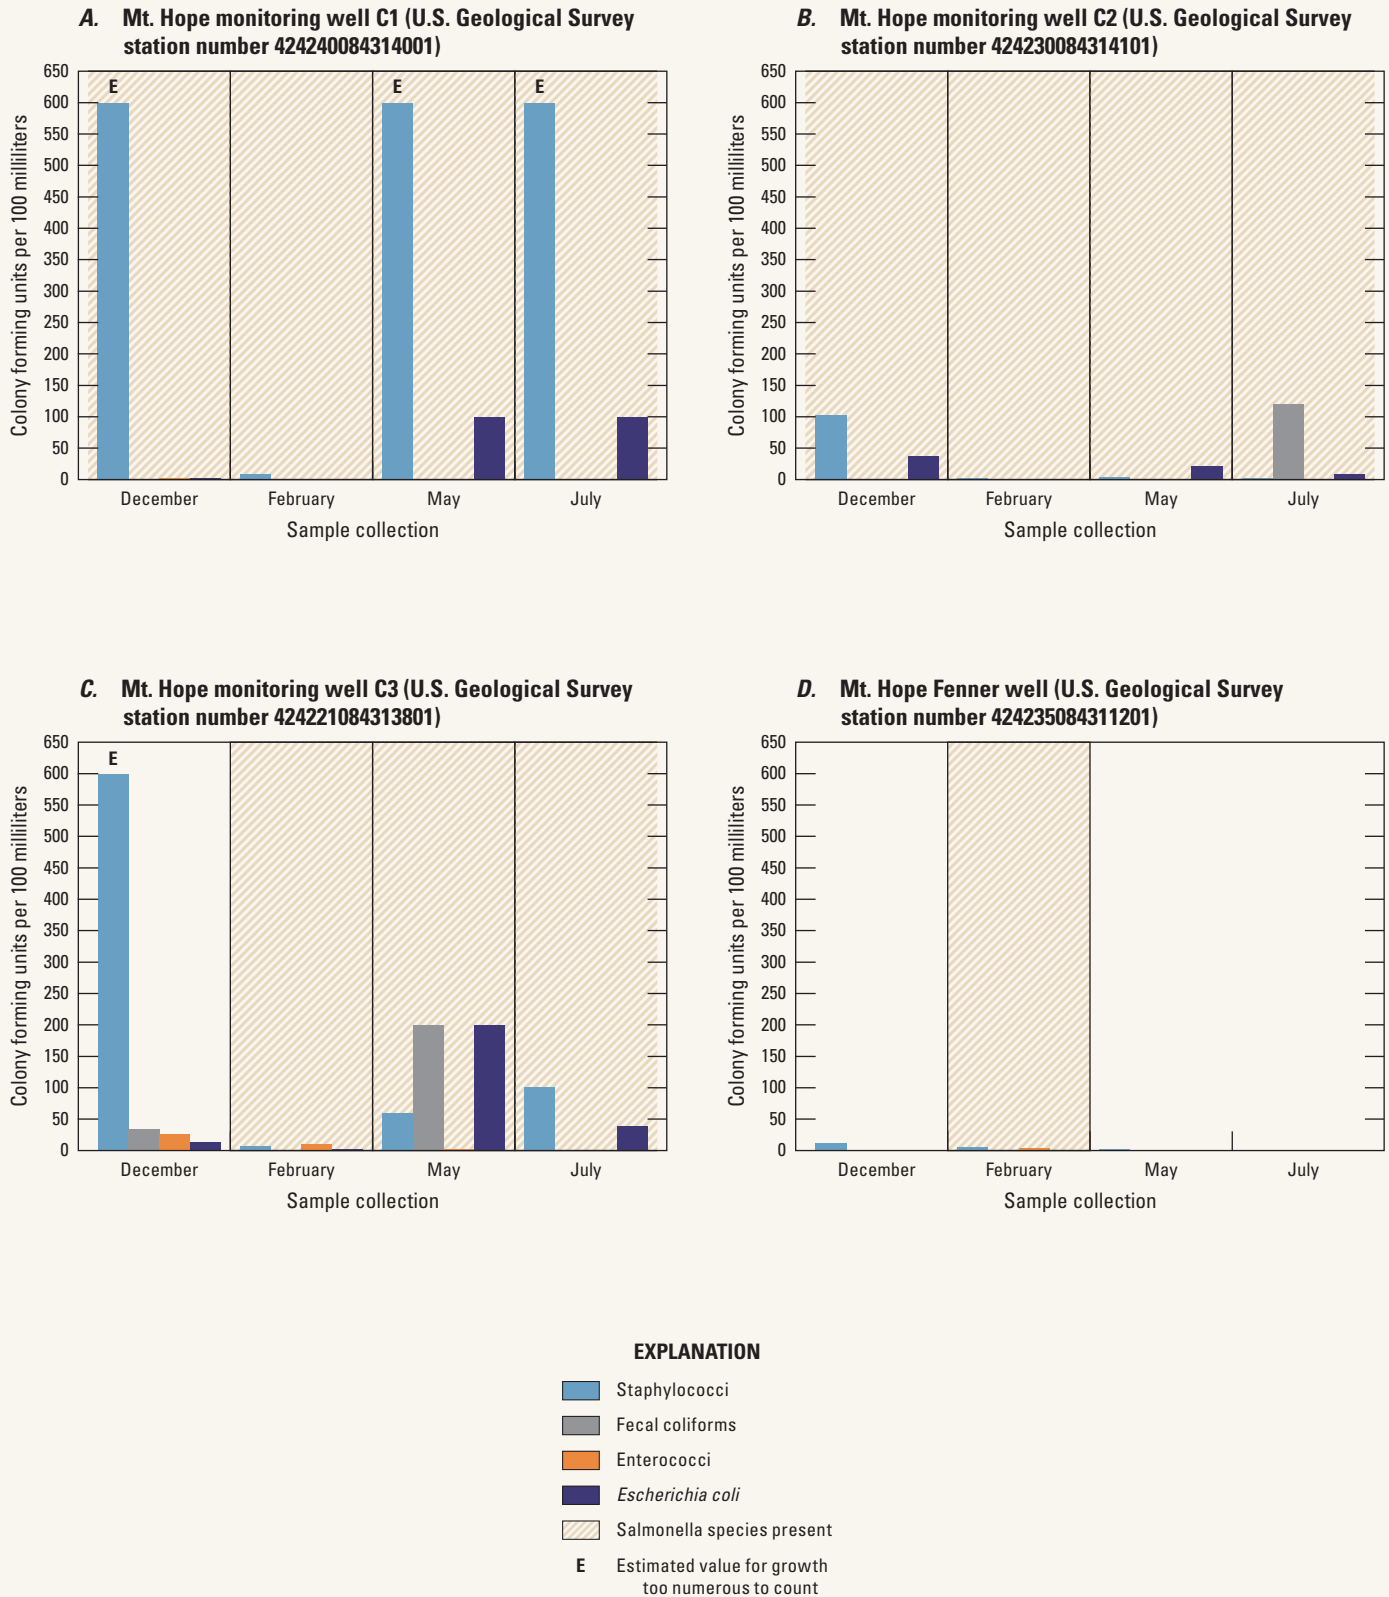 A. Mt. Hope monitoring well C1 (U.S. Geological Survey
station number 424240084314001)
Colony forming units per 100 milliliters
650
600
550
500
450
400
350
300
250
200
150
100
50
0
E
E
E
December
February
May
July
Sample collection
B. Mt. Hope monitoring well C2 (U.S. Geological Survey
station number 424230084314101)
Colony forming units per 100 milliliters
650
600
550
500
450
400
350
300
250
200
150
100
50
0
December
February
May
July
Sample collection
C. Mt. Hope monitoring well C3 (U.S. Geological Survey
station number 424221084313801)
Colony forming units per 100 milliliters
650
600
550
500
450
400
350
300
250
200
150
100
50
0
E
December
February
May
July
Sample collection
D. Mt. Hope Fenner well (U.S. Geological Survey
station number 424235084311201)
Colony forming units per 100 milliliters
650
600
550
500
450
400
350
300
250
200
150
100
50
0
December
February
May
July
Sample collection
EXPLANATION
Staphylococci
Fecal coliforms
Enterococci
Escherichia coli
Salmonella species present
E Estimated value for growth
too numerous to count